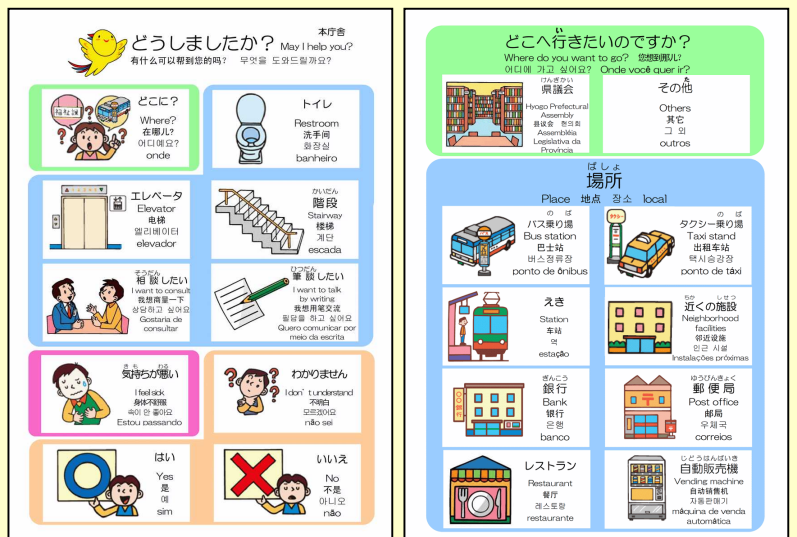 本庁舎
どうしましたか？ May I help you?
有什么可以帮到您的吗？ 무엇을 도와드릴까요?
福祉課
どこに？
Where?
在哪儿?
어디예요?
onde
トイレ
Restroom
洗手间
화장실
banheiro
エレベータ
Elevator
电梯
엘리베이터
elevador
かいだん
階段
Stairway
楼梯
계단
escada
そうだん
相談したい
I want to consult
我想商量一下
상담하고 싶어요
Gostaria de
consultar
ひつだん
筆談したい
I want to talk
by writing
我想用笔交流
필담을 하고 싶어요
Quero comunicar por
meio da escrita
きも わる
気持ちが悪い
I feel sick
身体不舒服
속이 안 좋아요
Estou passando
わかりません
I don't understand
不明白
모르겠어요
não sei
はい
Yes
是
예
sim
いいえ
No
不是
아니오
não
い
どこへ行きたいのですか？
Where do you want to go? 您想到哪儿?
어디에 가고 싶어요? Onde você quer ir?
けんぎかい
県議会
Hyogo Prefectural
Assembly
县议会 현의회
Assembléia
Legislativa da
Província
た
その他
Others
其它
그 외
outros
ばしょ
場所
Place 地点 장소 local
の ば
バス乗り場
Bus station
巴士站
버스정류장
ponto de ônibus
タクシー
の ば
タクシー乗り場
Taxi stand
出租车站
택시승강장
ponto de táxi
えき
Station
车站
역
estação
ちか しせつ
近くの施設
Neighborhood
facilities
邻近设施
인근 시설
Instalações próximas
ぎんこう
銀行
Bank
银行
은행
banco
ゆうびんきょく
郵便局
Post office
邮局
우체국
correios
レストラン
Restaurant
餐厅
레스토랑
restaurante
じどうはんばいき
自動販売機
Vending machine
自动销售机
자동판매기
máquina de venda
automática